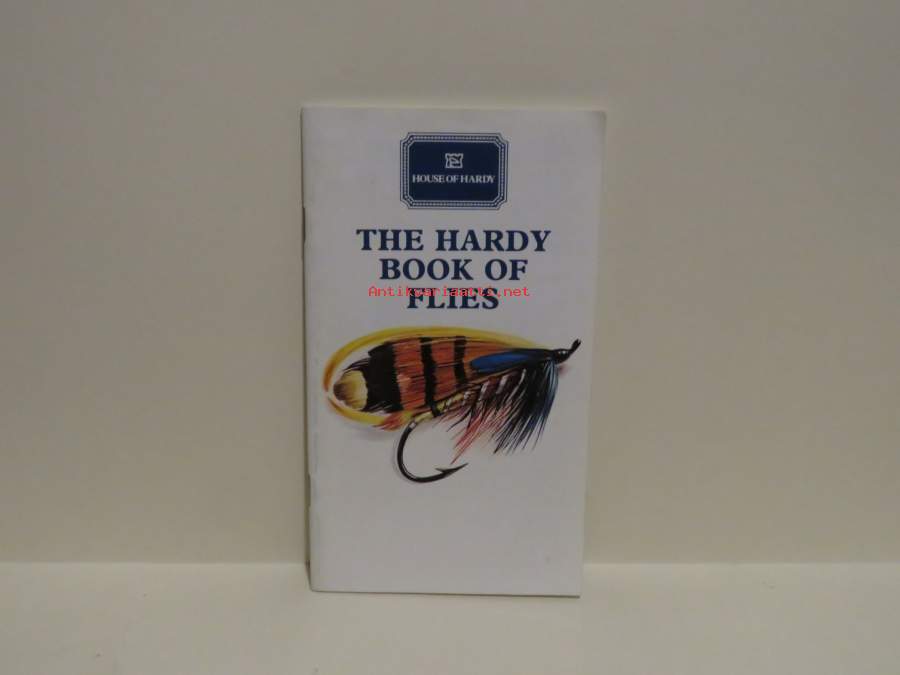 HOUSE OF HARDY
THE HARDY
BOOK OF
Antikvariaatti.net
FLIES